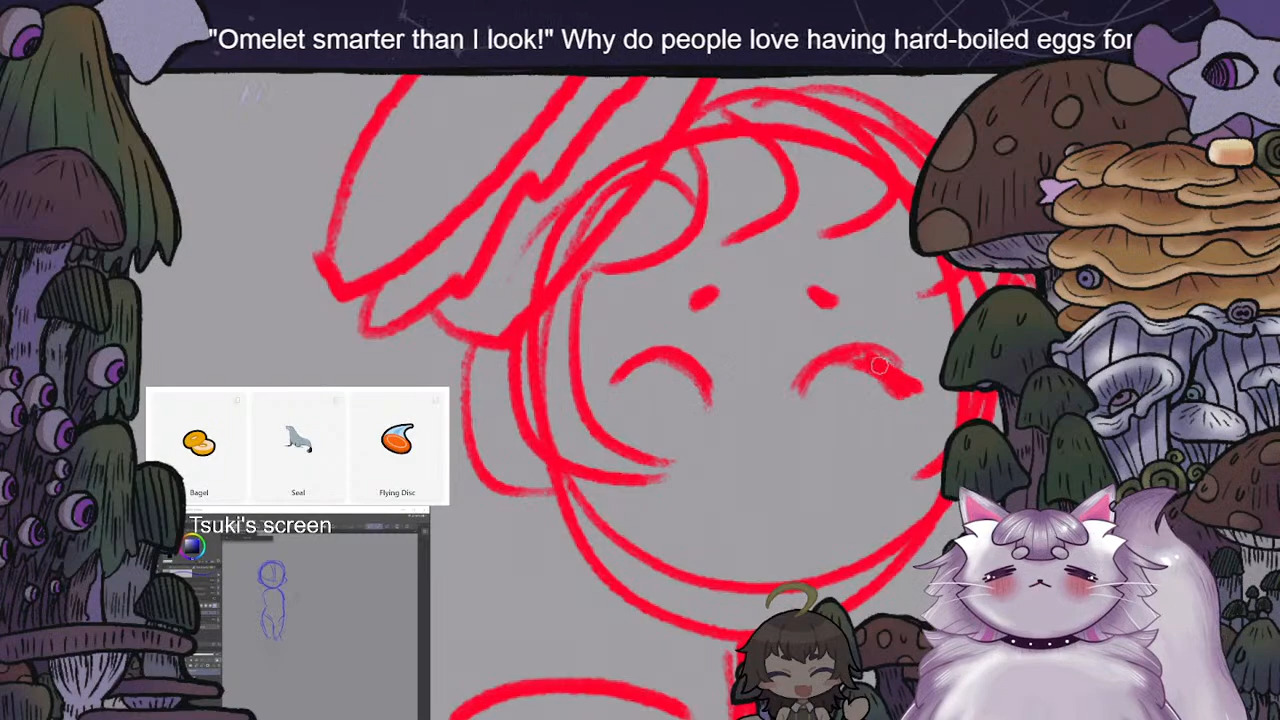 "Omelet smarter than I look!" Why do people love having hard-boiled eggs for
Bagel
Seal
Flying Disc
Tsuki's screen